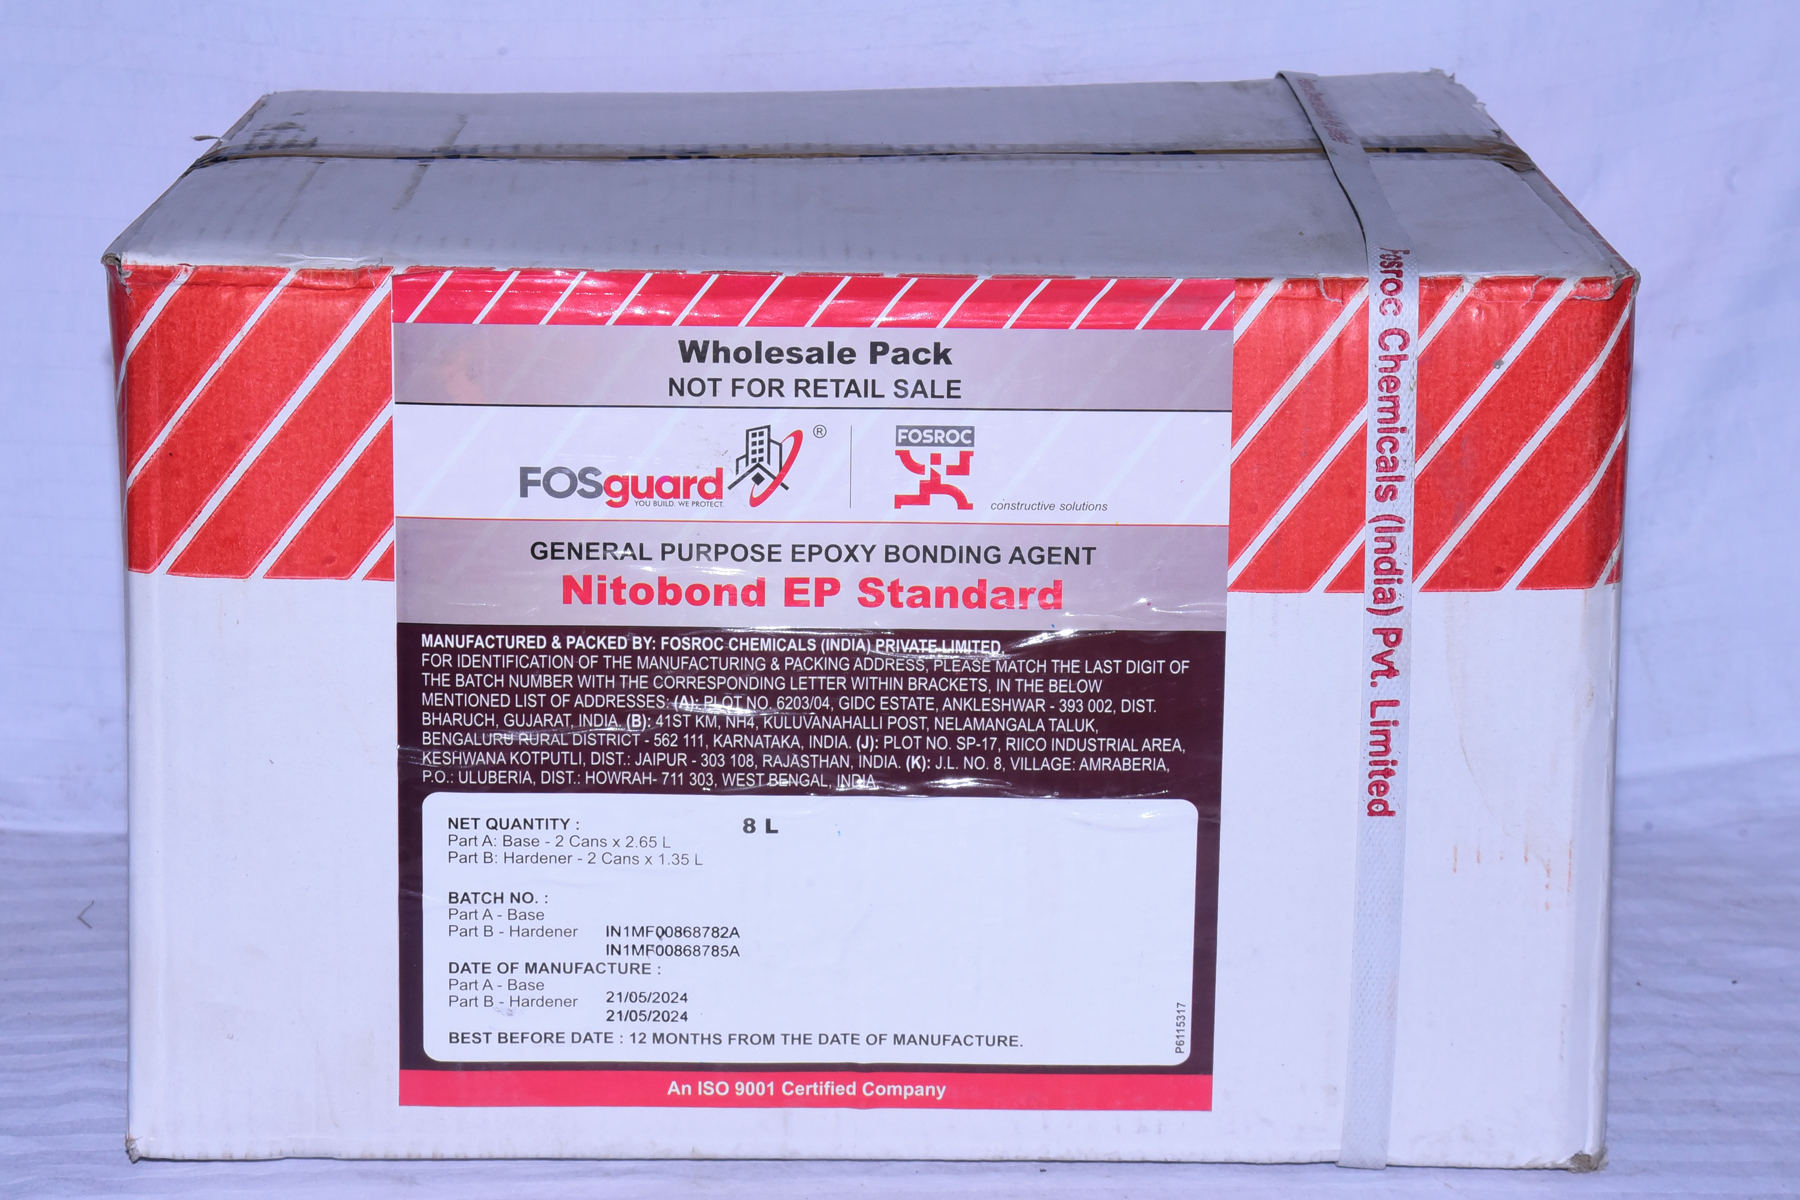 Wholesale Pack
NOT FOR RETAIL SALE
FOSguard ®
YOU BUILD. WE PROTECT.
FOSROC
constructive solutions
GENERAL PURPOSE EPOXY BONDING AGENT
Nitobond EP Standard
MANUFACTURED & PACKED BY: FOSROC CHEMICALS (INDIA) PRIVATE LIMITED,
FOR IDENTIFICATION OF THE MANUFACTURING & PACKING ADDRESS, PLEASE MATCH THE LAST DIGIT OF
THE BATCH NUMBER WITH THE CORRESPONDING LETTER WITHIN BRACKETS, IN THE BELOW
MENTIONED LIST OF ADDRESSES: (A): PLOT NO. 6203/04, GIDC ESTATE, ANKLESHWAR - 393 002, DIST.
BHARUCH, GUJARAT, INDIA. (B): 41ST KM, NH4, KULUVANAHALLI POST, NELAMANGALA TALUK,
BENGALURU RURAL DISTRICT - 562 111, KARNATAKA, INDIA. (J): PLOT NO. SP-17, RIICO INDUSTRIAL AREA,
KESHWANA KOTPUTLI, DIST.: JAIPUR - 303 108, RAJASTHAN, INDIA. (K): J.L. NO. 8, VILLAGE: AMRABERIA,
P.O.: ULUBERIA, DIST.: HOWRAH- 711 303, WEST BENGAL, INDIA.
NET QUANTITY : 8 L
Part A: Base - 2 Cans x 2.65 L
Part B: Hardener - 2 Cans x 1.35 L
BATCH NO. :
Part A - Base
Part B - Hardener IN1MF00868782A
IN1MF00868785A
DATE OF MANUFACTURE :
Part A - Base
Part B - Hardener 21/05/2024
21/05/2024
BEST BEFORE DATE : 12 MONTHS FROM THE DATE OF MANUFACTURE.
P6115317
An ISO 9001 Certified Company
Chemicals (India) Pvt. Limited